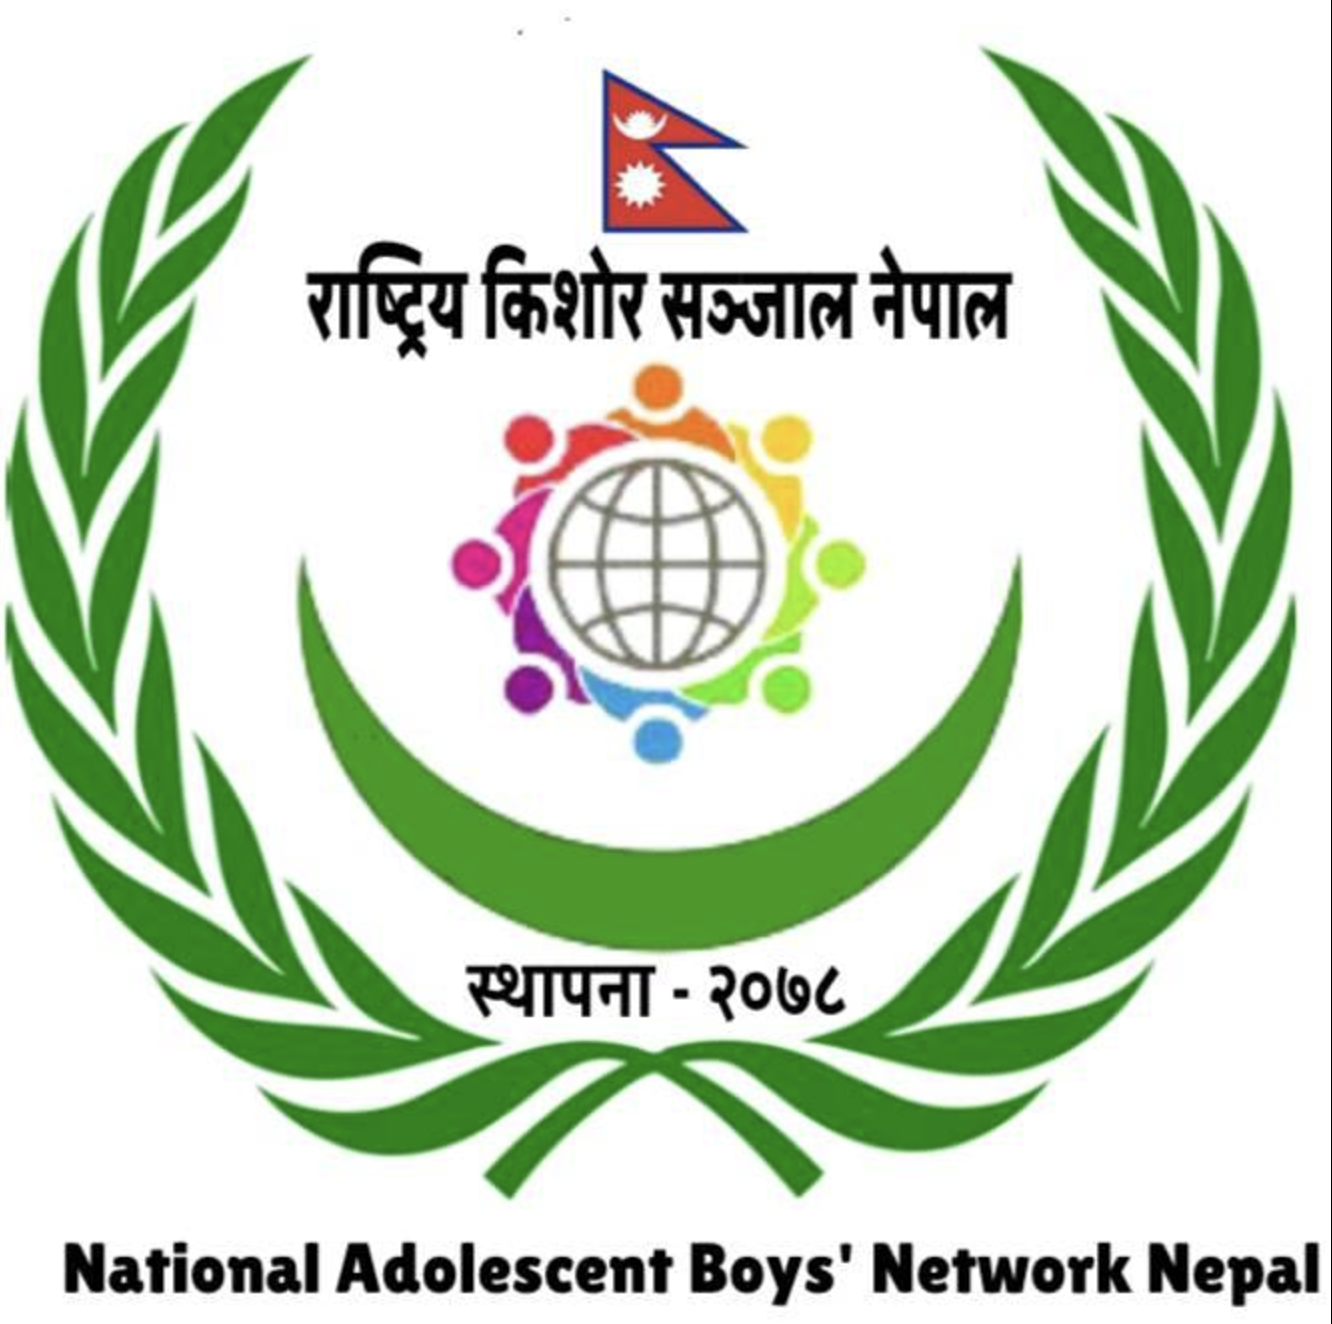 राष्ट्रिय किशोर सञ्जाल नेपाल
स्थापना - २०७८
National Adolescent Boys' Network Nepal